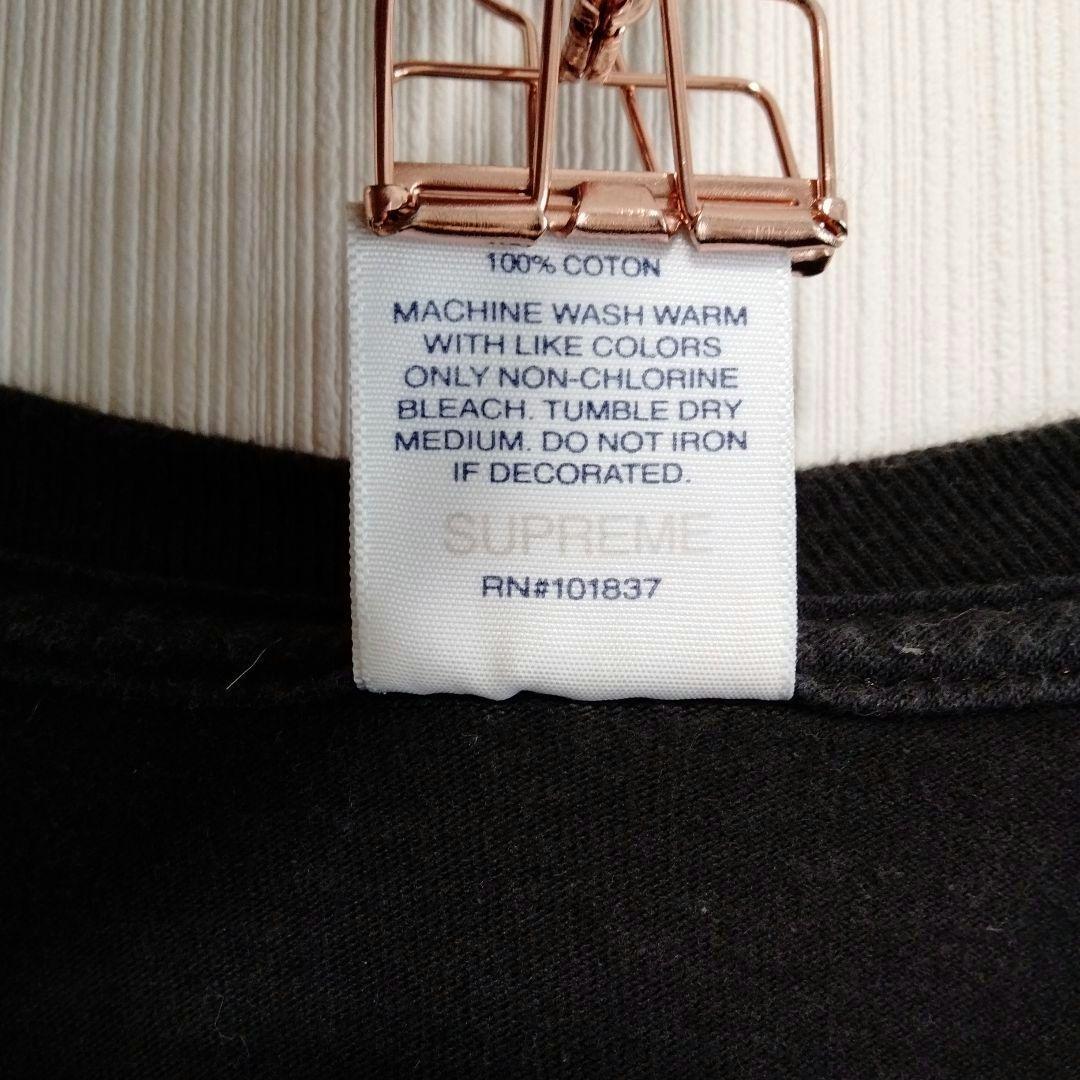 100% COTON
MACHINE WASH WARM
WITH LIKE COLORS
ONLY NON-CHLORINE
BLEACH. TUMBLE DRY
MEDIUM. DO NOT IRON
IF DECORATED.
SUPREME
RN#101837